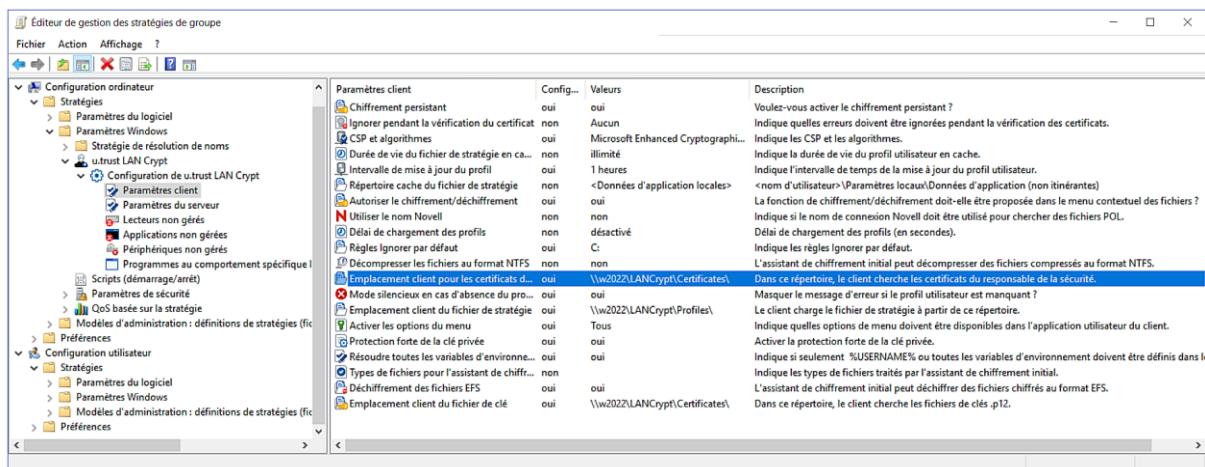 Éditeur de gestion des stratégies de groupe
Fichier Action Affichage ?
Configuration ordinateur
Stratégies
Paramètres du logiciel
Paramètres Windows
Stratégie de résolution de noms
u.trust LAN Crypt
Configuration de u.trust LAN Crypt
Paramètres client
Paramètres du serveur
Lecteurs non gérés
Applications non gérées
Périphériques non gérés
Programmes au comportement spécifique l
Scripts (démarrage/arrêt)
Paramètres de sécurité
QoS basée sur la stratégie
Modèles d'administration : définitions de stratégies (fic
Préférences
Configuration utilisateur
Stratégies
Paramètres du logiciel
Paramètres Windows
Modèles d'administration : définitions de stratégies (fic
Préférences
Paramètres client Config... Valeurs Description
Chiffrement persistant oui oui Voulez-vous activer le chiffrement persistant ?
Ignorer pendant la vérification du certificat non Aucun Indique quelles erreurs doivent être ignorées pendant la vérification des certificats.
CSP et algorithmes oui Microsoft Enhanced Cryptographi... Indique les CSP et les algorithmes.
Durée de vie du fichier de stratégie en ca... non illimité Indique la durée de vie du profil utilisateur en cache.
Intervalle de mise à jour du profil oui 1 heures Indique l'intervalle de temps de la mise à jour du profil utilisateur.
Répertoire cache du fichier de stratégie non <Données d'application locales> <nom d'utilisateur>\Paramètres locaux\Données d'application (non itinérantes)
Autoriser le chiffrement/déchiffrement oui oui La fonction de chiffrement/déchiffrement doit-elle être proposée dans le menu contextuel des fichiers ?
Utiliser le nom Novell non non Indique si le nom de connexion Novell doit être utilisé pour chercher des fichiers POL.
Délai de chargement des profils non désactivé Délai de chargement des profils (en secondes).
Règles Ignorer par défaut oui C: Indique les règles Ignorer par défaut.
Décompresser les fichiers au format NTFS non non L'assistant de chiffrement initial peut décompresser des fichiers compressés au format NTFS.
Emplacement client pour les certificats d... oui \\w2022\LANCrypt\Certificates\ Dans ce répertoire, le client cherche les certificats du responsable de la sécurité.
Mode silencieux en cas d'absence du pro... oui oui Masquer le message d'erreur si le profil utilisateur est manquant ?
Emplacement client du fichier de stratégie oui \\w2022\LANCrypt\Profiles\ Le client charge le fichier de stratégie à partir de ce répertoire.
Activer les options du menu oui Tous Indique quelles options de menu doivent être disponibles dans l'application utilisateur du client.
Protection forte de la clé privée. oui oui Activer la protection forte de la clé privée.
Résoudre toutes les variables d'environne... oui oui Indique si seulement %USERNAME% ou toutes les variables d'environnement doivent être définis dans l
Types de fichiers pour l'assistant de chiffr... non Indique les types de fichiers traités par l'assistant de chiffrement initial.
Déchiffrement des fichiers EFS oui oui L'assistant de chiffrement initial peut déchiffrer des fichiers chiffrés au format EFS.
Emplacement client du fichier de clé oui \\w2022\LANCrypt\Certificates\ Dans ce répertoire, le client cherche les fichiers de clés .p12.